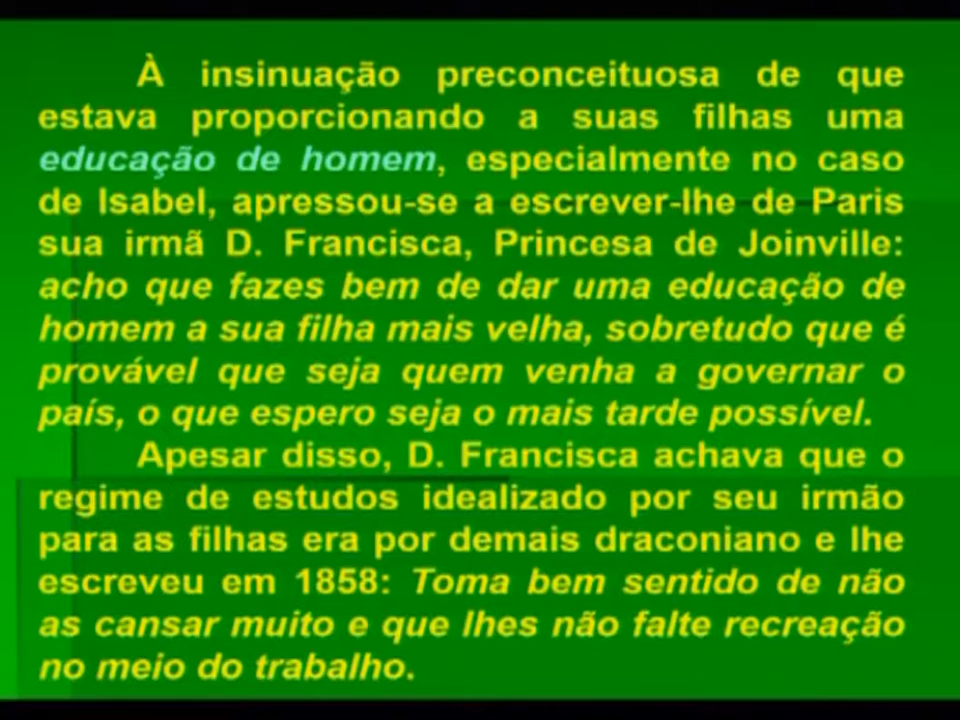 À insinuação preconceituosa de que
estava proporcionando a suas filhas uma
educação de homem, especialmente no caso
de Isabel, apressou-se a escrever-lhe de Paris
sua irmã D. Francisca, Princesa de Joinville:
acho que fazes bem de dar uma educação de
homem a sua filha mais velha, sobretudo que é
provável que seja quem venha a governar o
país, o que espero seja o mais tarde possível.
Apesar disso, D. Francisca achava que o
regime de estudos idealizado por seu irmão
para as filhas era por demais draconiano e lhe
escreveu em 1858: Toma bem sentido de não
as cansar muito e que lhes não falte recreação
no meio do trabalho.